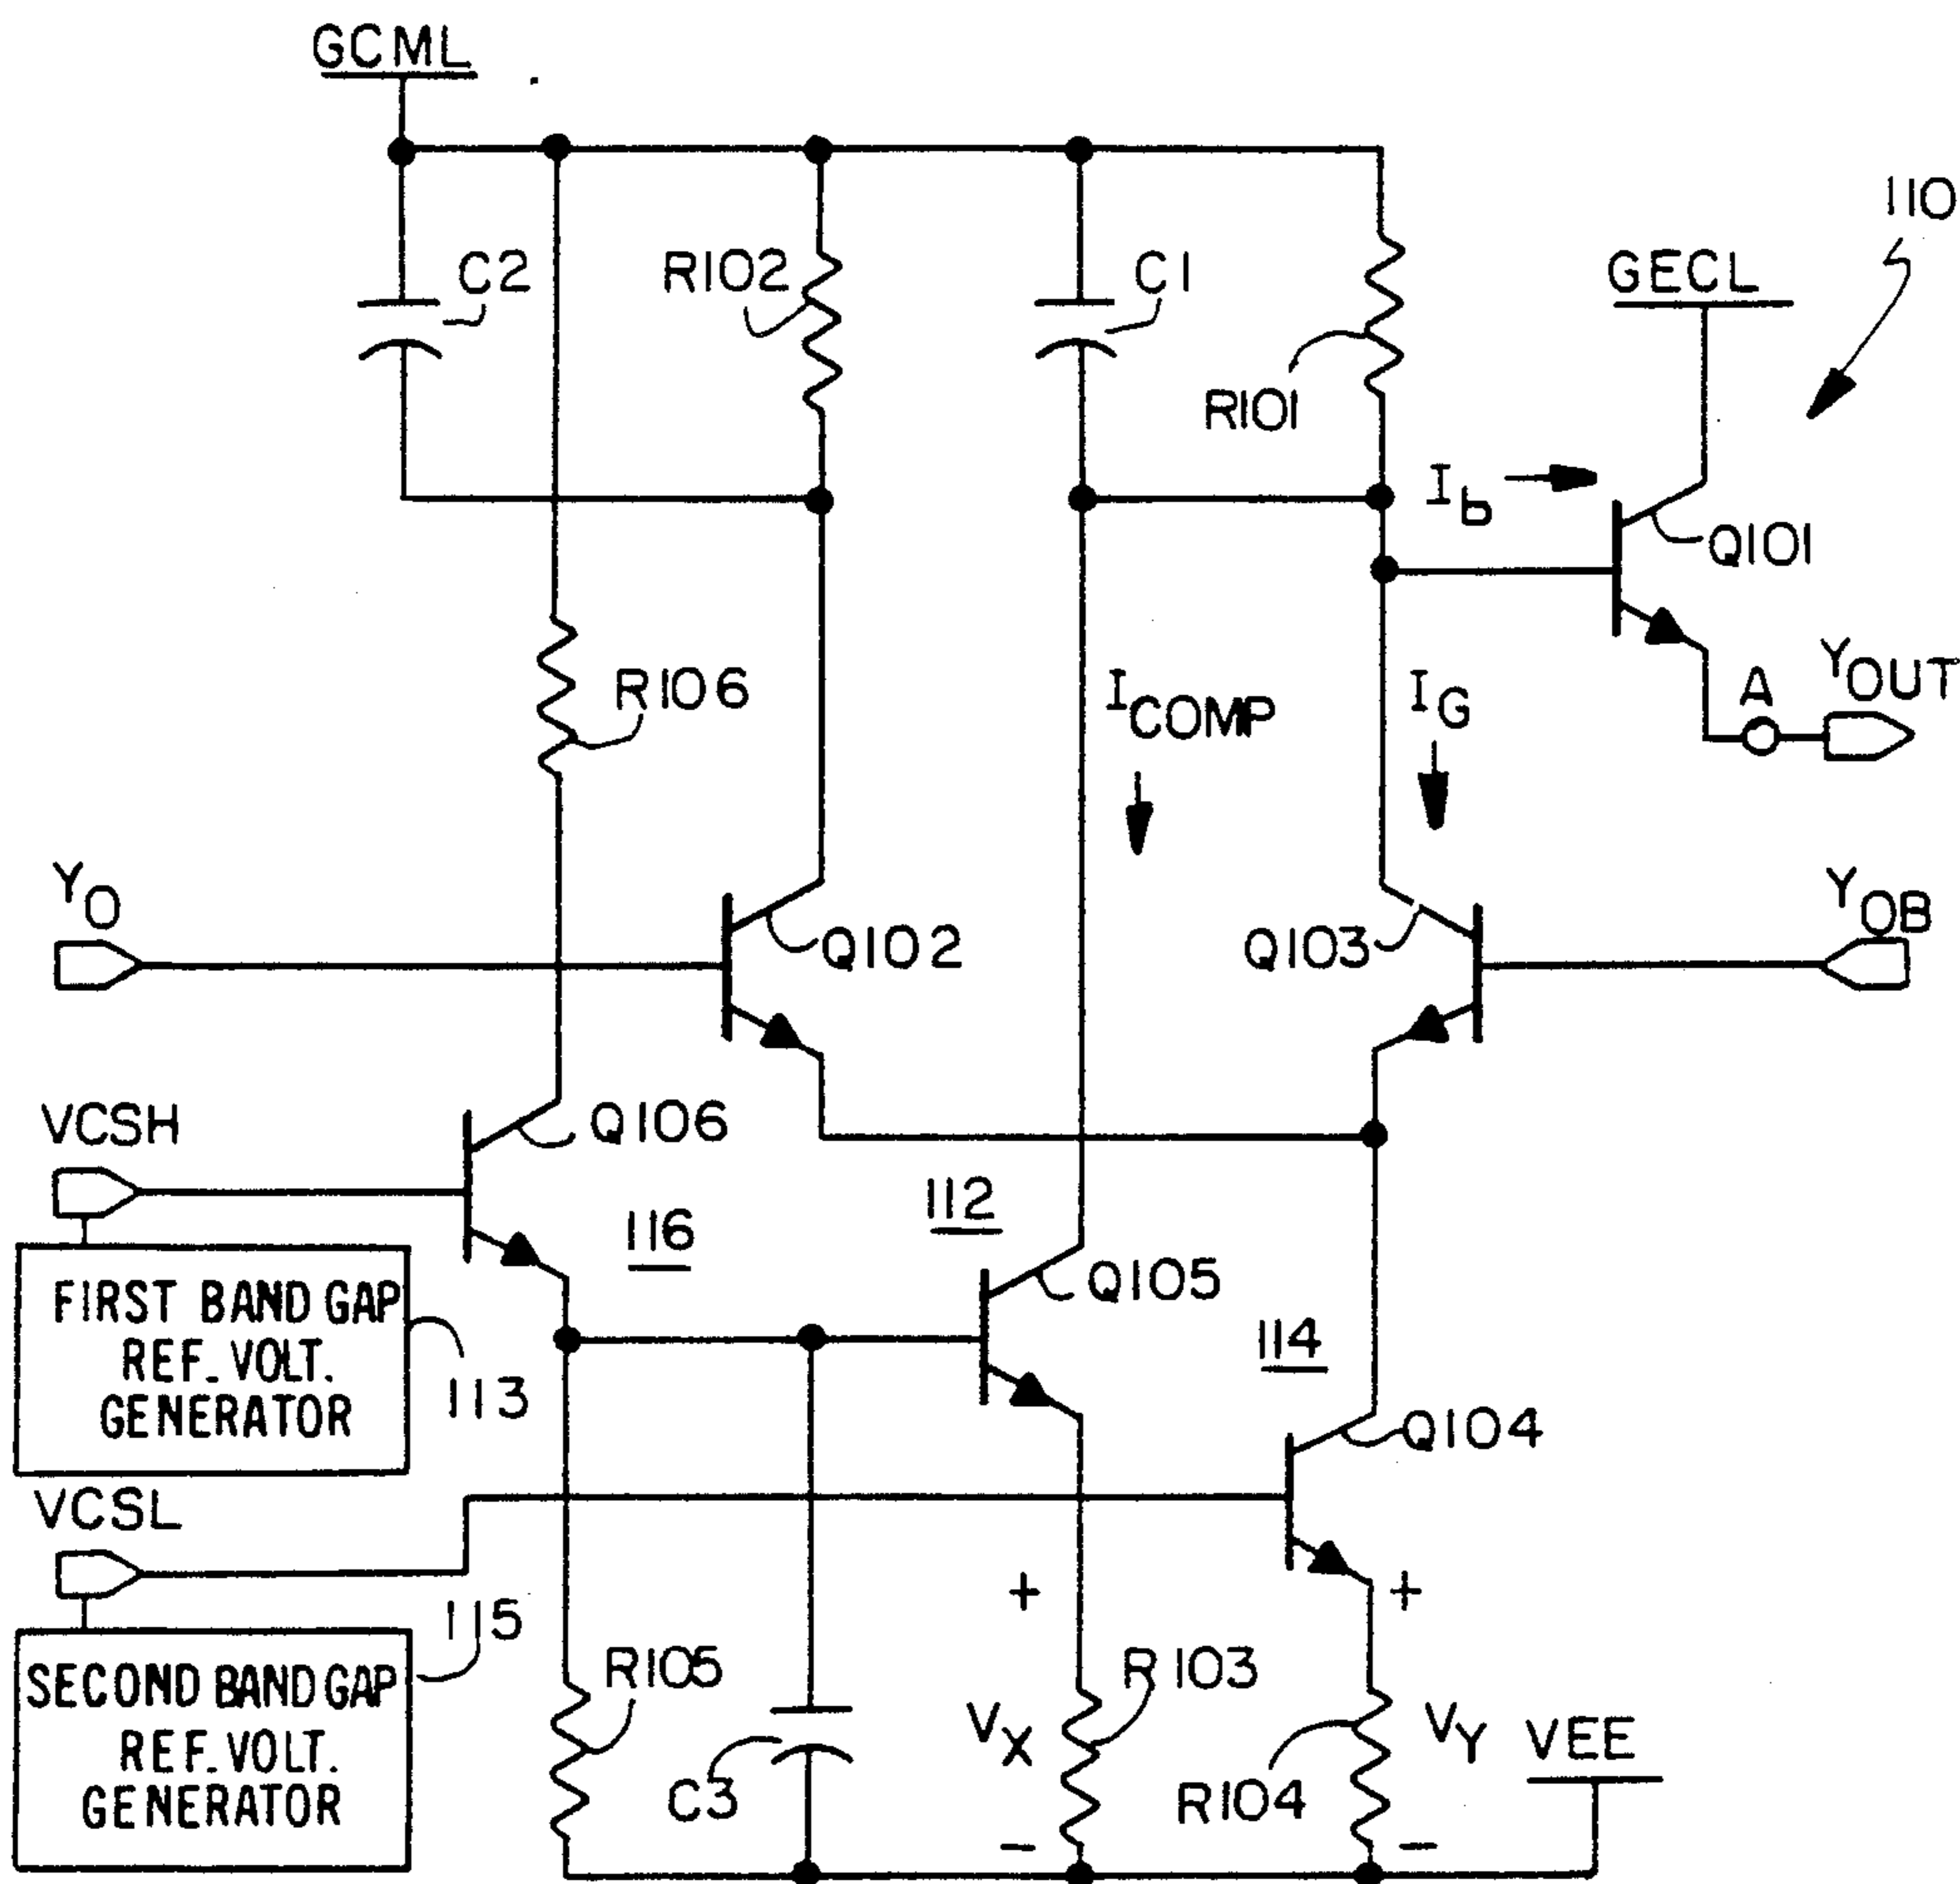 GCML
110
C2
R102
C1
GECL
R101
Ib
Q101
R106
ICOMP
IG
A
YOUT
YO
Q102
Q103
YOB
VCSH
Q106
116
112
Q105
FIRST BAND GAP
REF. VOLT.
GENERATOR
113
114
Q104
VCSL
115
+
+
SECOND BAND GAP
REF. VOLT.
GENERATOR
R105
C3
VX
R103
R104
VY
VEE
−
−